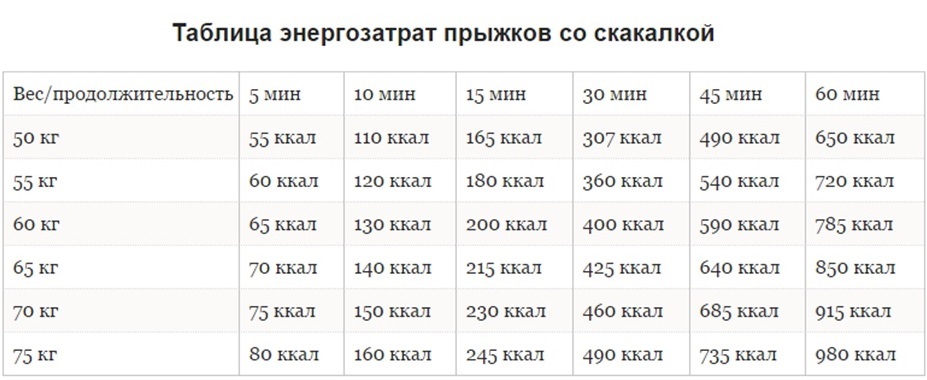 Таблица энергозатрат прыжков со скакалкой
Вес/продолжительность 5 мин 10 мин 15 мин 30 мин 45 мин 60 мин
50 кг 55 ккал 110 ккал 165 ккал 307 ккал 490 ккал 650 ккал
55 кг 60 ккал 120 ккал 180 ккал 360 ккал 540 ккал 720 ккал
60 кг 65 ккал 130 ккал 200 ккал 400 ккал 590 ккал 785 ккал
65 кг 70 ккал 140 ккал 215 ккал 425 ккал 640 ккал 850 ккал
70 кг 75 ккал 150 ккал 230 ккал 460 ккал 685 ккал 915 ккал
75 кг 80 ккал 160 ккал 245 ккал 490 ккал 735 ккал 980 ккал